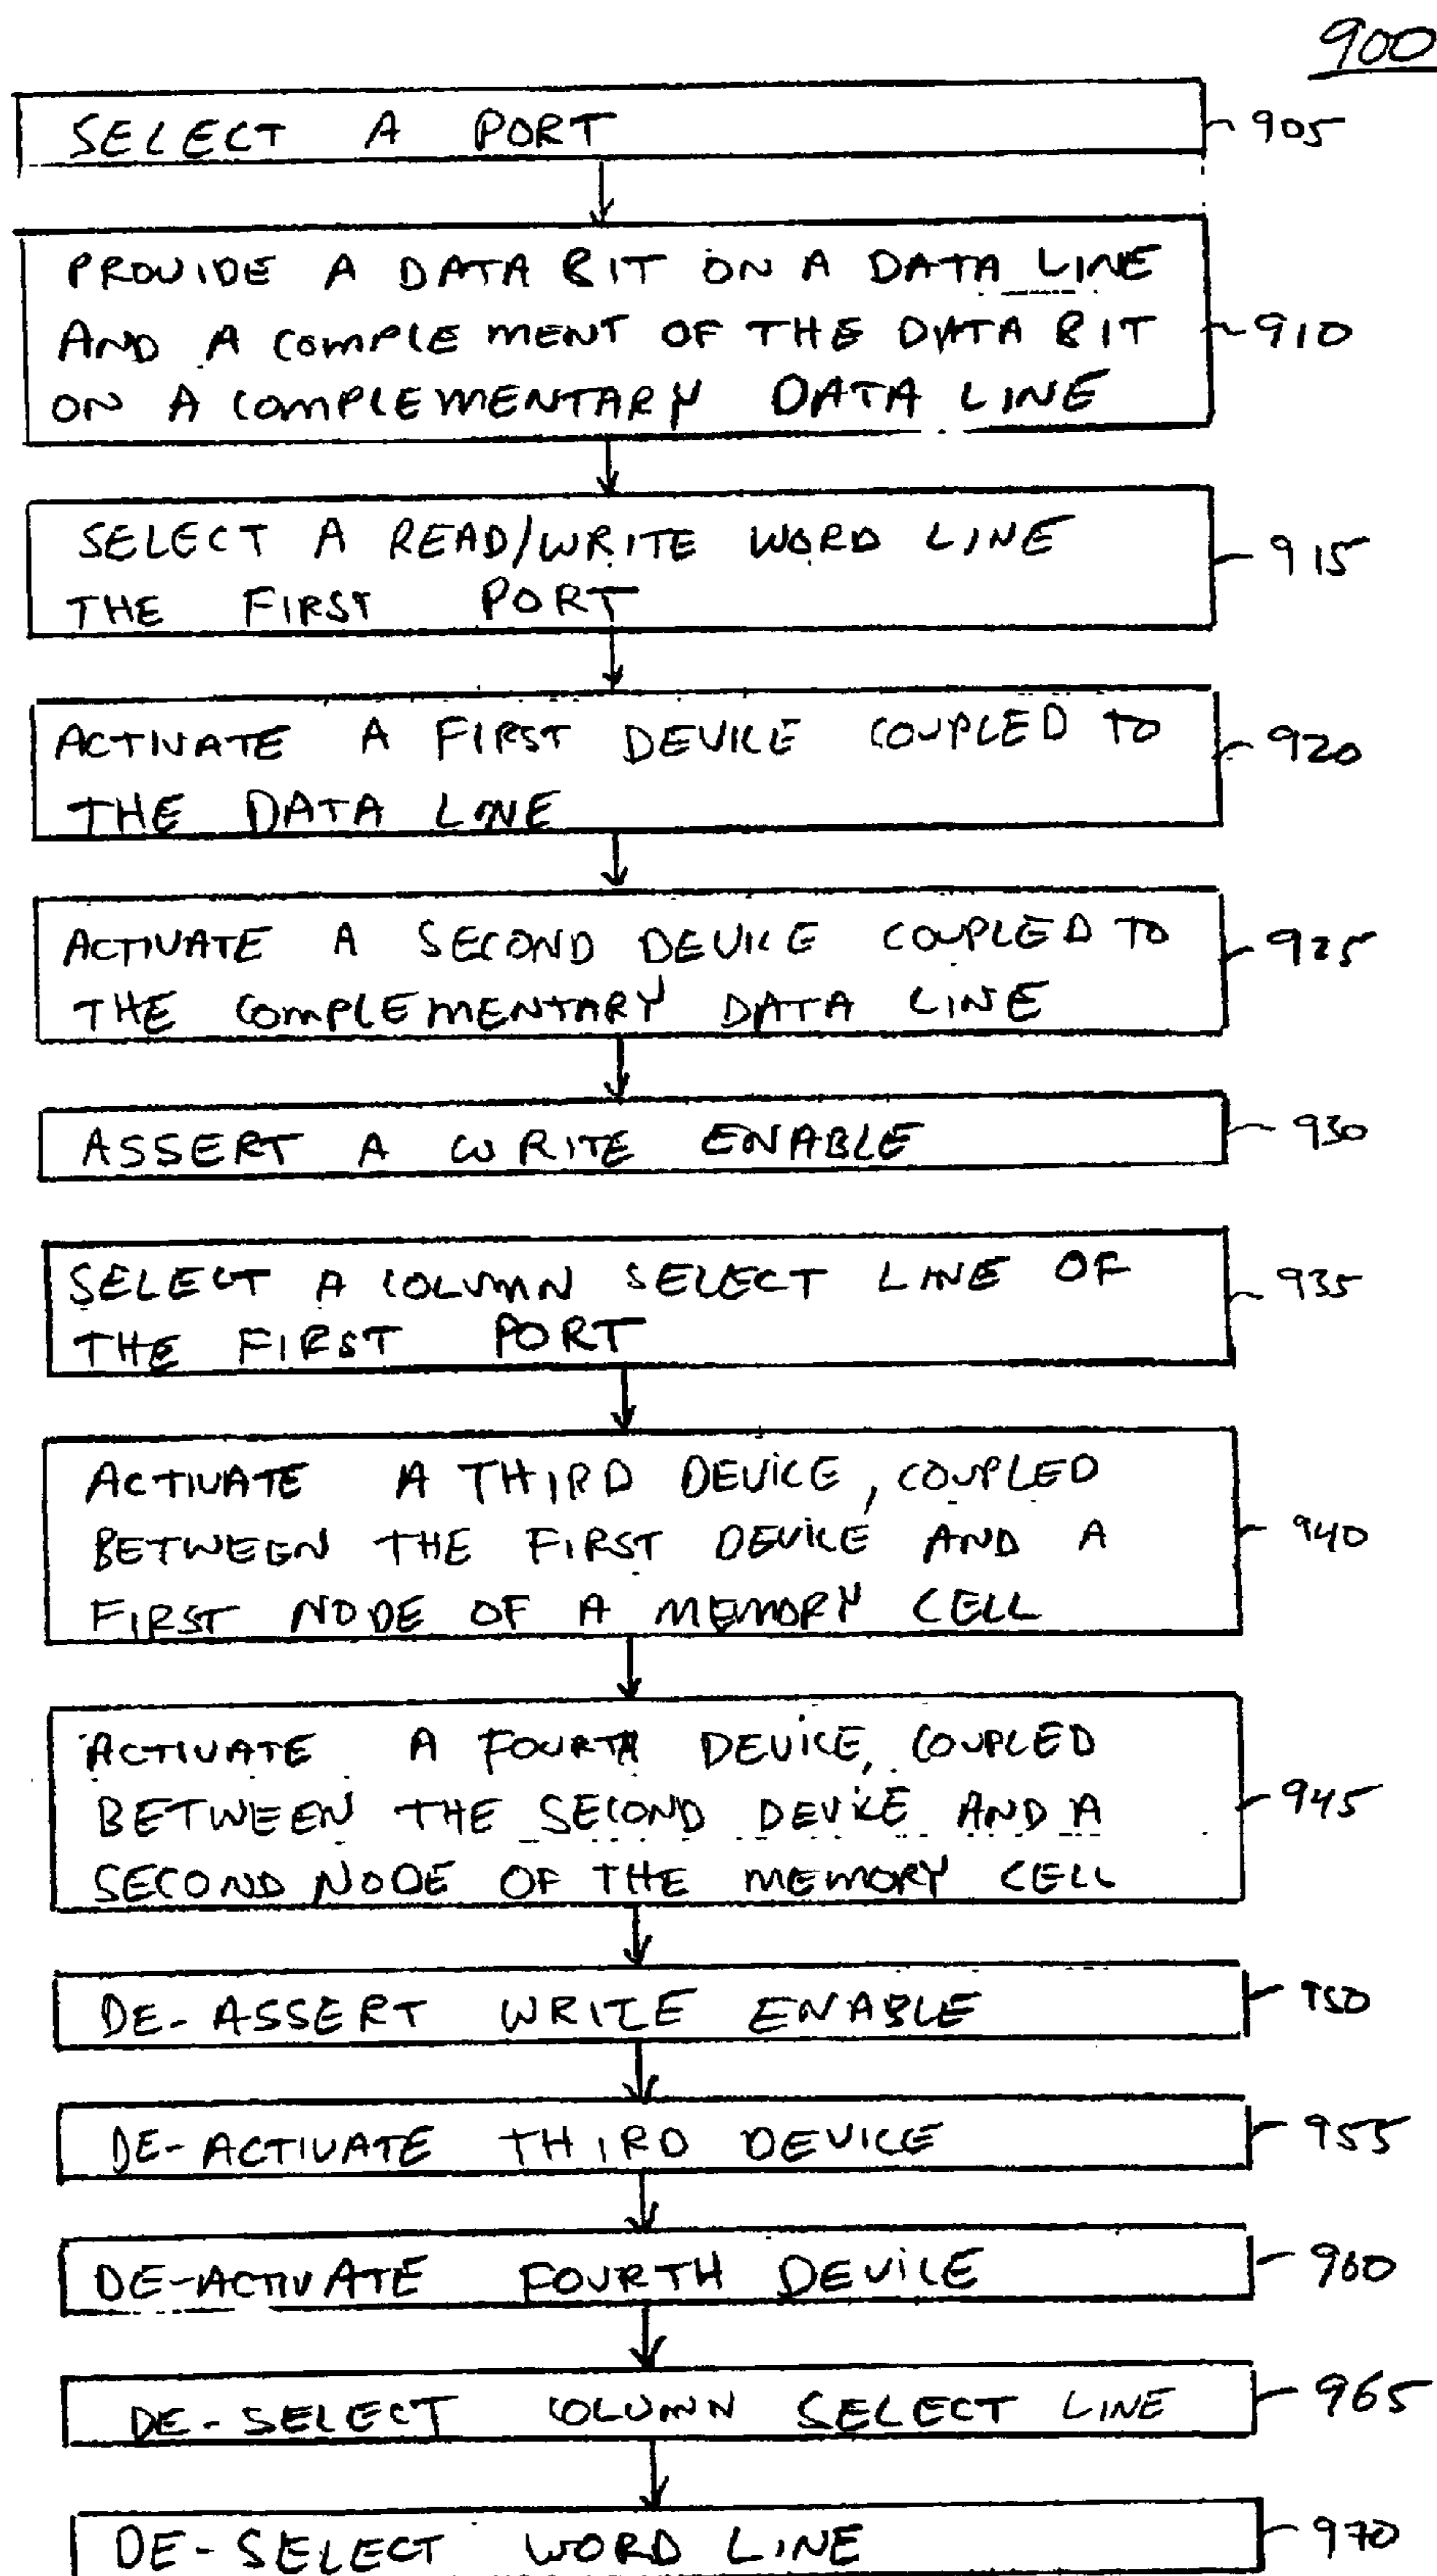 900
SELECT A PORT
905
PROVIDE A DATA BIT ON A DATA LINE
AND A COMPLEMENT OF THE DATA BIT
ON A COMPLEMENTARY DATA LINE
910
SELECT A READ/WRITE WORD LINE
THE FIRST PORT
915
ACTIVATE A FIRST DEVICE COUPLED TO
THE DATA LINE
920
ACTIVATE A SECOND DEVICE COUPLED TO
THE COMPLEMENTARY DATA LINE
925
ASSERT A WRITE ENABLE
930
SELECT A COLUMN SELECT LINE OF
THE FIRST PORT
935
ACTIVATE A THIRD DEVICE, COUPLED
BETWEEN THE FIRST DEVICE AND A
FIRST NODE OF A MEMORY CELL
940
ACTIVATE A FOURTH DEVICE, COUPLED
BETWEEN THE SECOND DEVICE AND A
SECOND NODE OF THE MEMORY CELL
945
DE-ASSERT WRITE ENABLE
950
DE-ACTIVATE THIRD DEVICE
955
DE-ACTIVATE FOURTH DEVICE
960
DE-SELECT COLUMN SELECT LINE
965
DE-SELECT WORD LINE
970